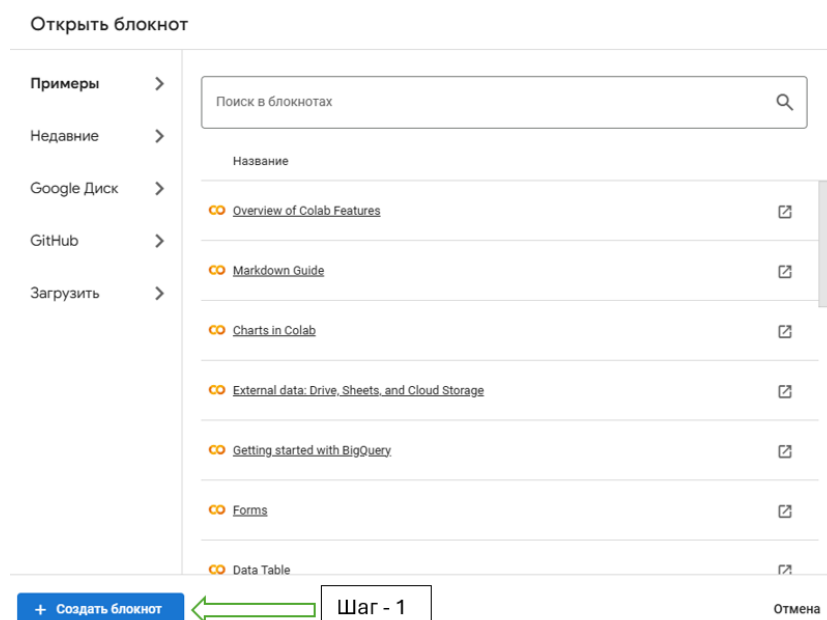 Открыть блокнот
Примеры
Недавние
Google Диск
GitHub
Загрузить
Поиск в блокнотах
Название
Overview of Colab Features
Markdown Guide
Charts in Colab
External data: Drive, Sheets, and Cloud Storage
Getting started with BigQuery
Forms
Data Table
+ Создать блокнот
Шаг - 1
Отмена